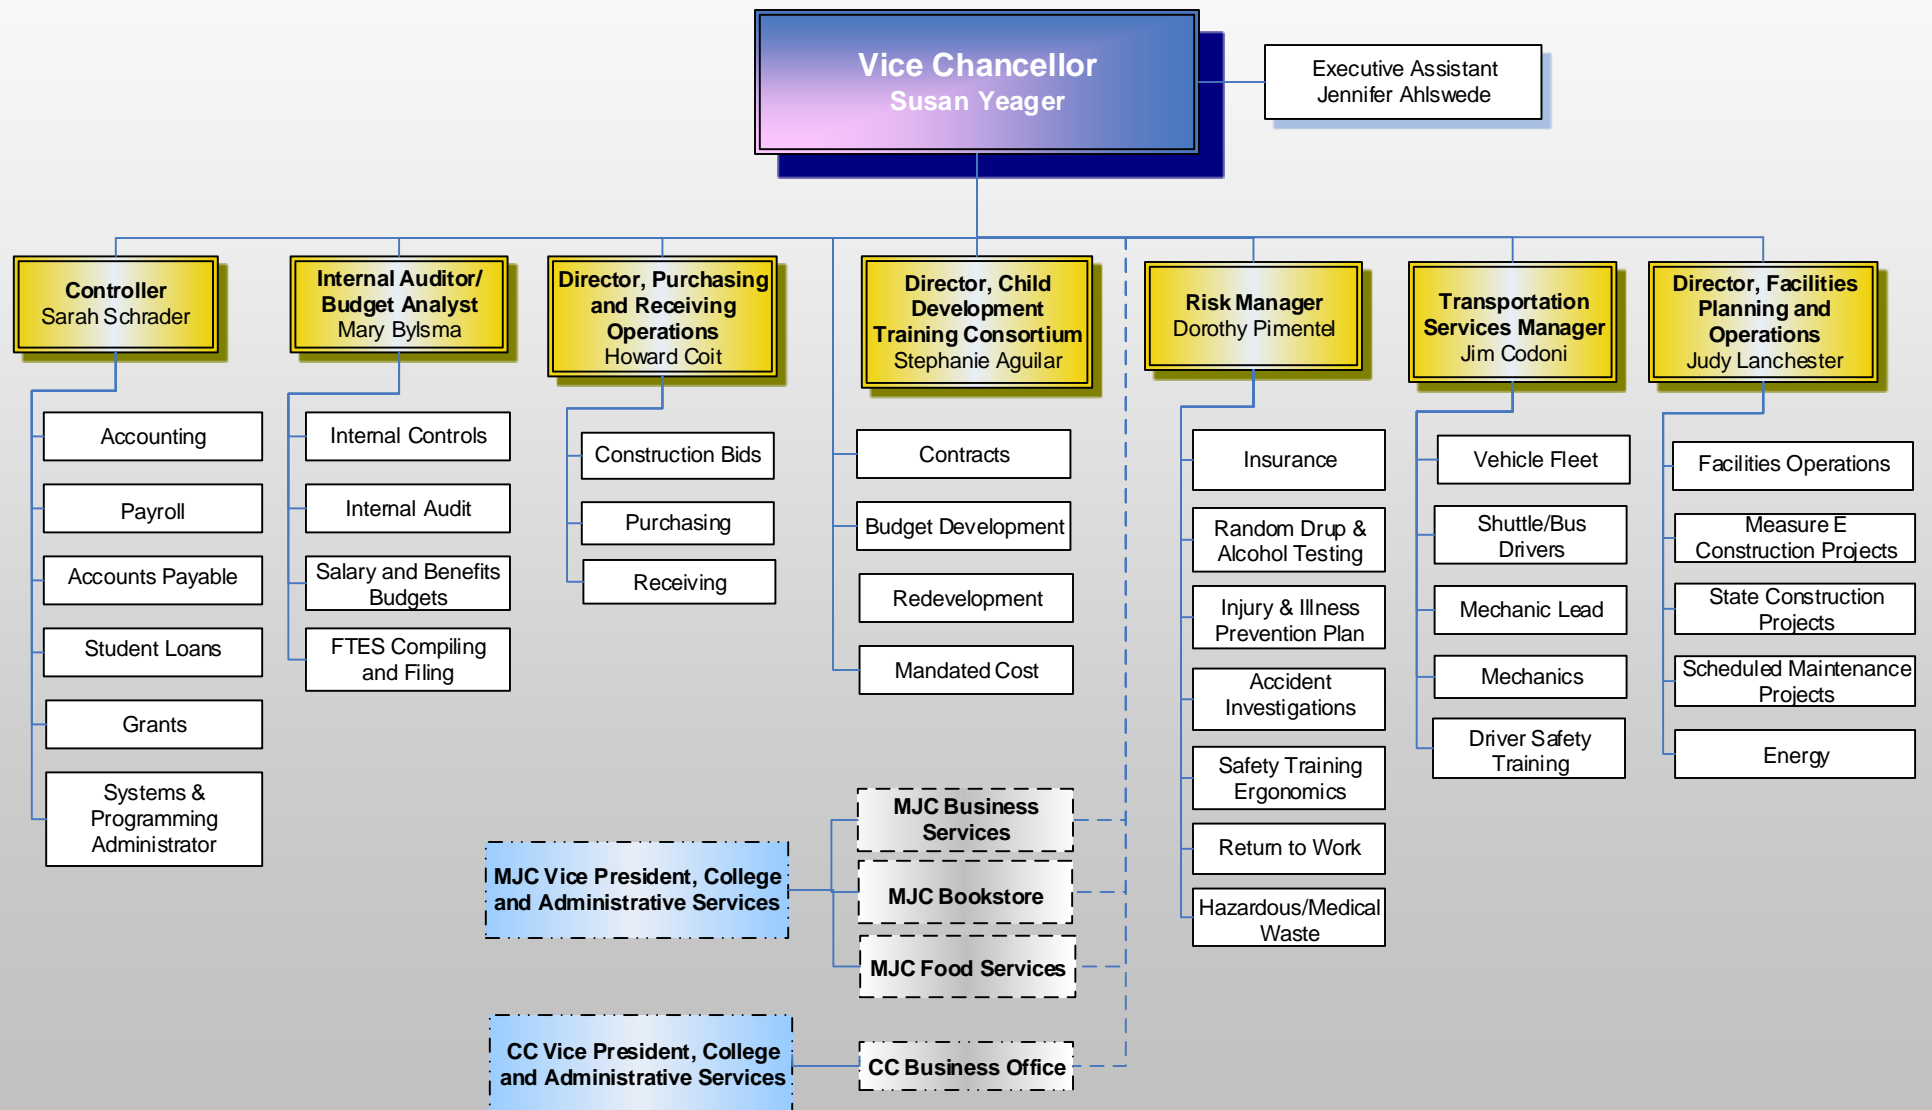 Vice Chancellor
Susan Yeager
Executive Assistant
Jennifer Ahlswede
Controller
Sarah Schrader
Internal Auditor/
Budget Analyst
Mary Bylsma
Director, Purchasing
and Receiving
Operations
Howard Coit
Director, Child
Development
Training Consortium
Stephanie Aguilar
Risk Manager
Dorothy Pimentel
Transportation
Services Manager
Jim Codoni
Director, Facilities
Planning and
Operations
Judy Lanchester
Accounting
Payroll
Accounts Payable
Student Loans
Grants
Systems &
Programming
Administrator
Internal Controls
Internal Audit
Salary and Benefits
Budgets
FTES Compiling
and Filing
Construction Bids
Purchasing
Receiving
Contracts
Budget Development
Redevelopment
Mandated Cost
Insurance
Random Drup &
Alcohol Testing
Injury & Illness
Prevention Plan
Accident
Investigations
Safety Training
Ergonomics
Return to Work
Hazardous/Medical
Waste
Vehicle Fleet
Shuttle/Bus
Drivers
Mechanic Lead
Mechanics
Driver Safety
Training
Facilities Operations
Measure E
Construction Projects
State Construction
Projects
Scheduled Maintenance
Projects
Energy
MJC Vice President, College
and Administrative Services
MJC Business
Services
MJC Bookstore
MJC Food Services
CC Vice President, College
and Administrative Services
CC Business Office